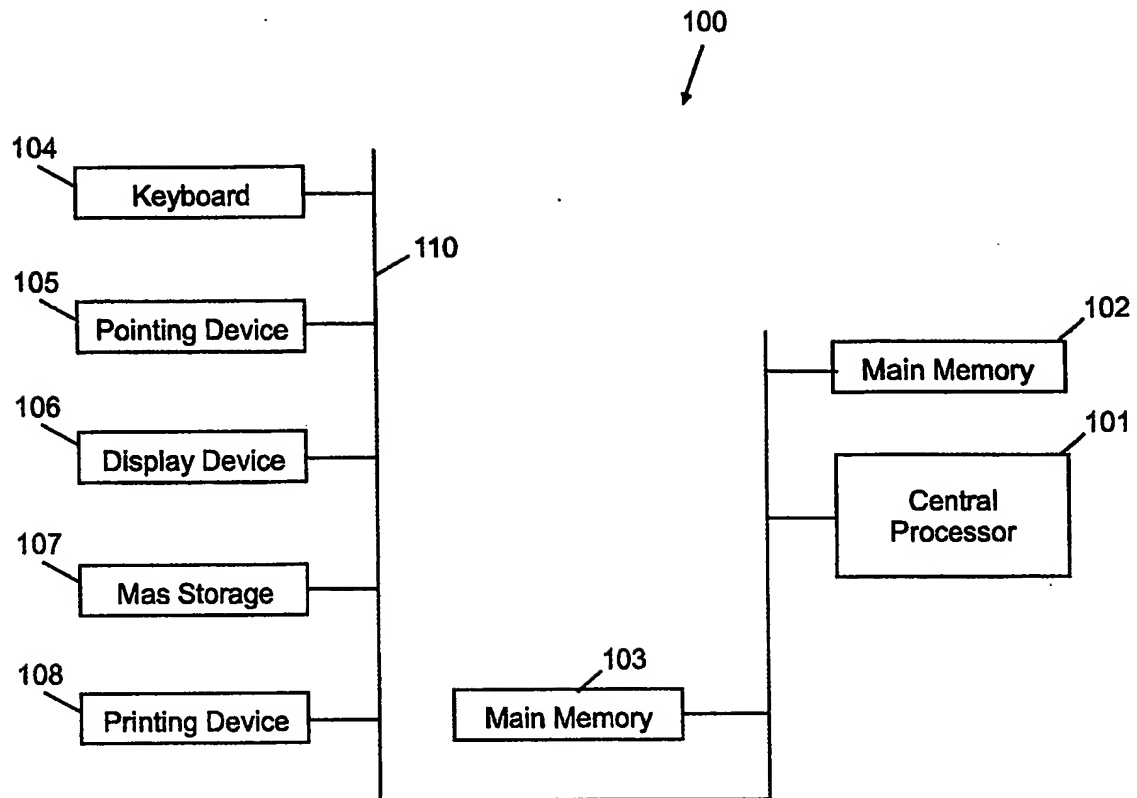 100
104
Keyboard
110
105
Pointing Device
102
Main Memory
106
Display Device
101
Central
Processor
107
Mas Storage
103
Main Memory
108
Printing Device